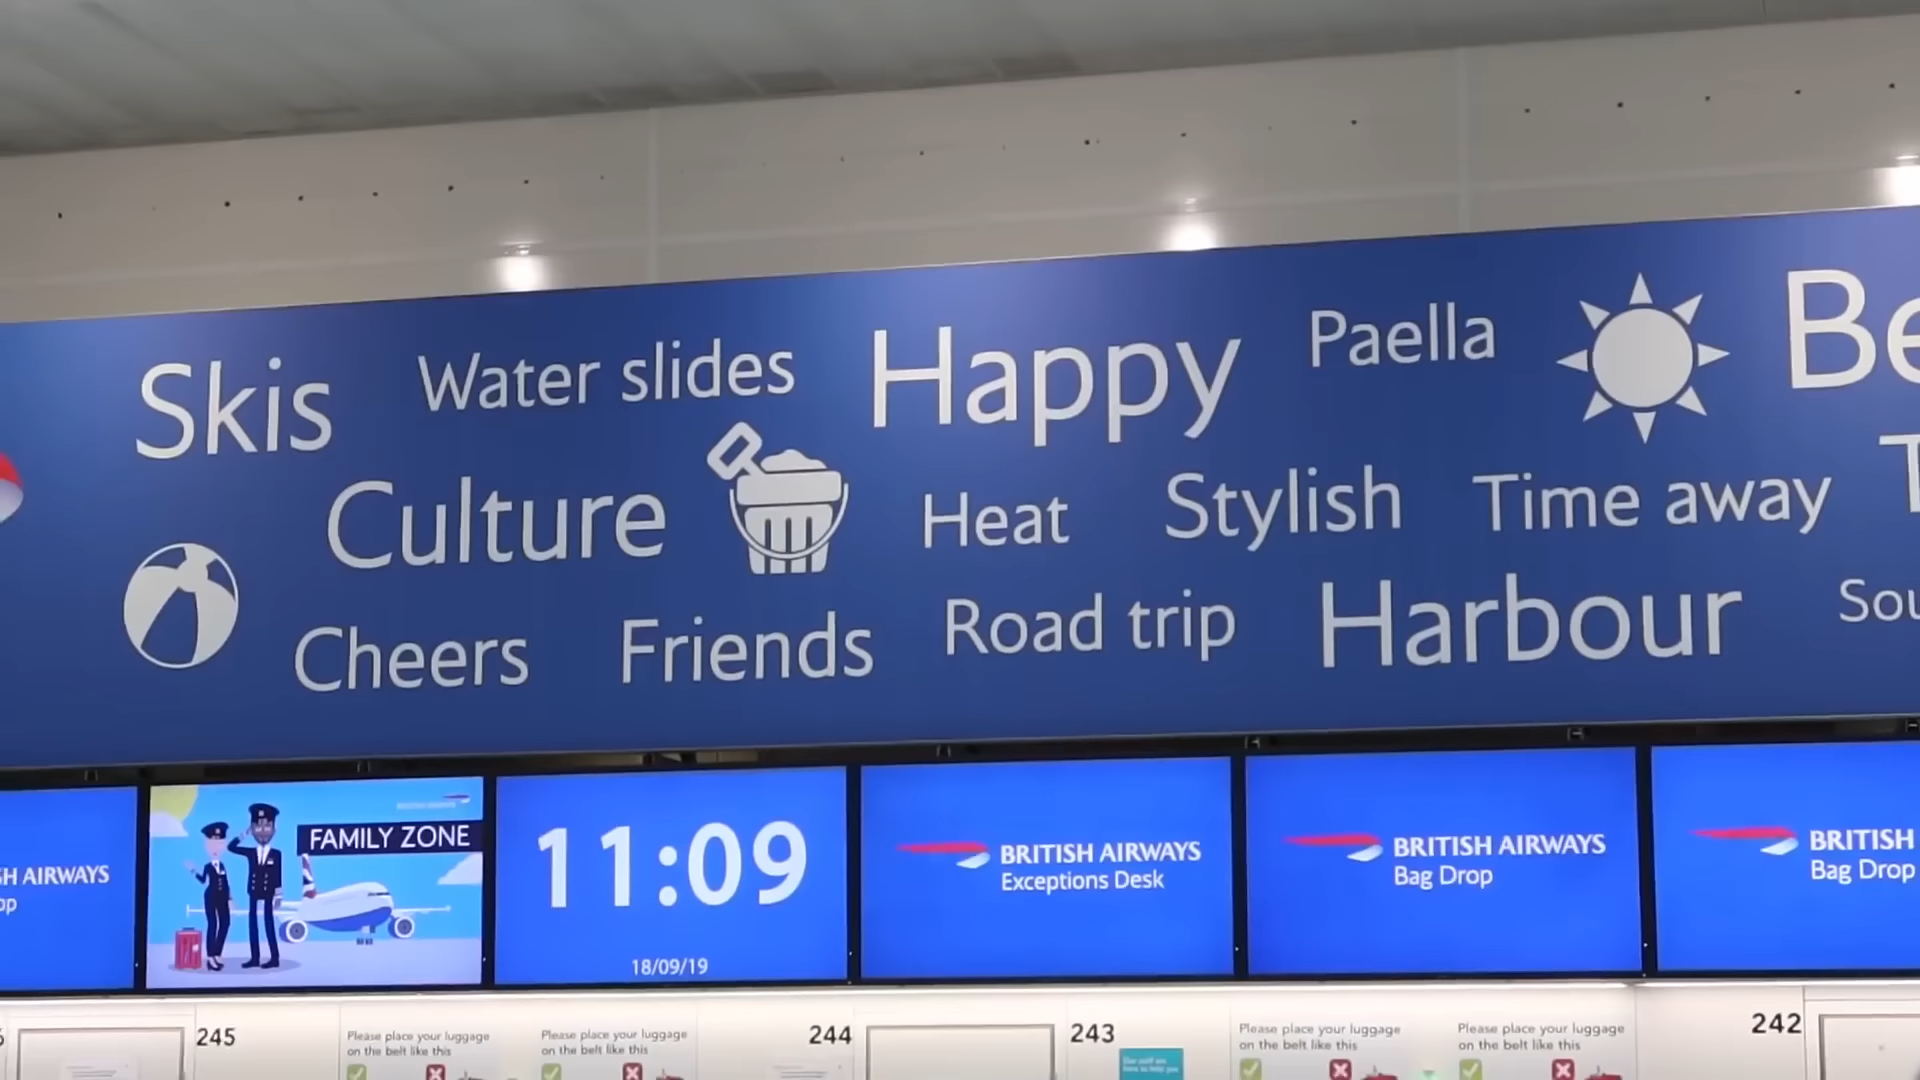 Skis
Water slides
Happy
Paella
Culture
Heat
Stylish
Time away
Cheers
Friends
Road trip
Harbour
AIRWAYS
BRITISH AIRWAYS
FAMILY ZONE
11:09
18/09/19
BRITISH AIRWAYS
Exceptions Desk
BRITISH AIRWAYS
Bag Drop
BRITISH
Bag Drop
245
Please place your luggage
on the belt like this
Please place your luggage
on the belt like this
244
243
Please place your luggage
on the belt like this
Please place your luggage
on the belt like this
242